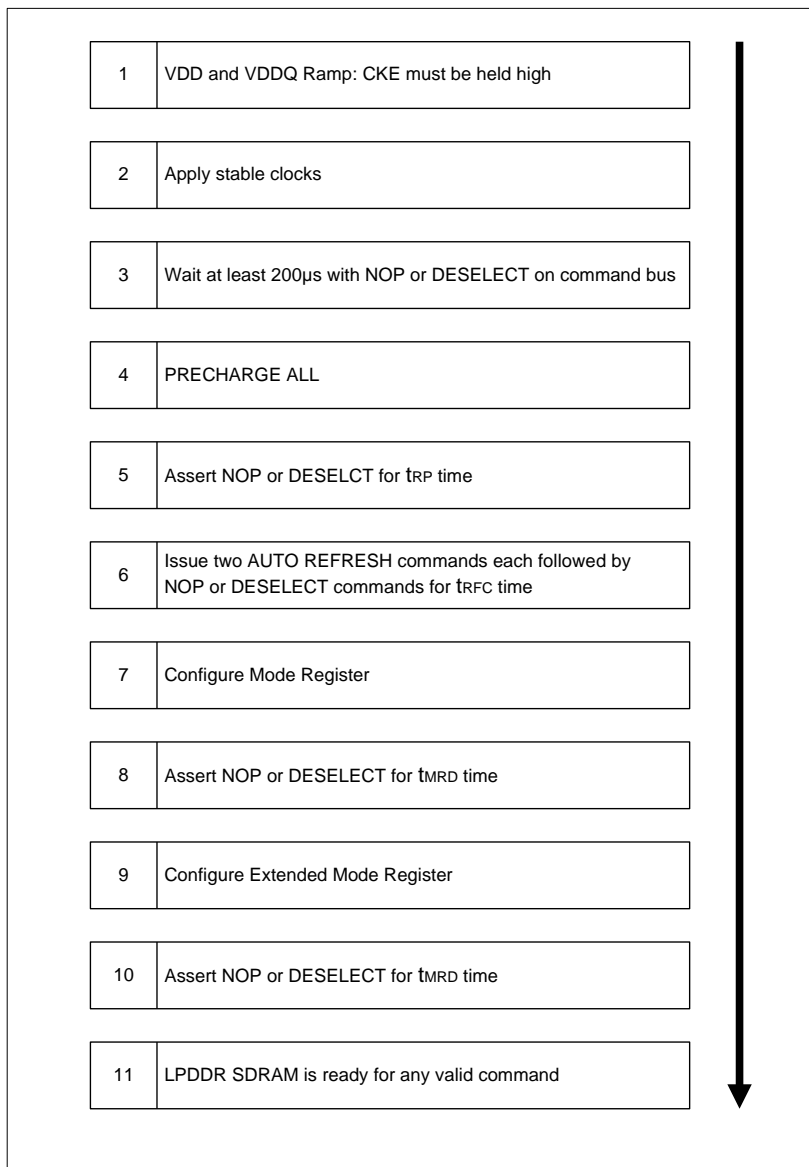 1 VDD and VDDQ Ramp: CKE must be held high
2 Apply stable clocks
3 Wait at least 200µs with NOP or DESELECT on command bus
4 PRECHARGE ALL
5 Assert NOP or DESELCT for tRP time
6 Issue two AUTO REFRESH commands each followed by
NOP or DESELECT commands for tRFC time
7 Configure Mode Register
8 Assert NOP or DESELECT for tMRD time
9 Configure Extended Mode Register
10 Assert NOP or DESELECT for tMRD time
11 LPDDR SDRAM is ready for any valid command